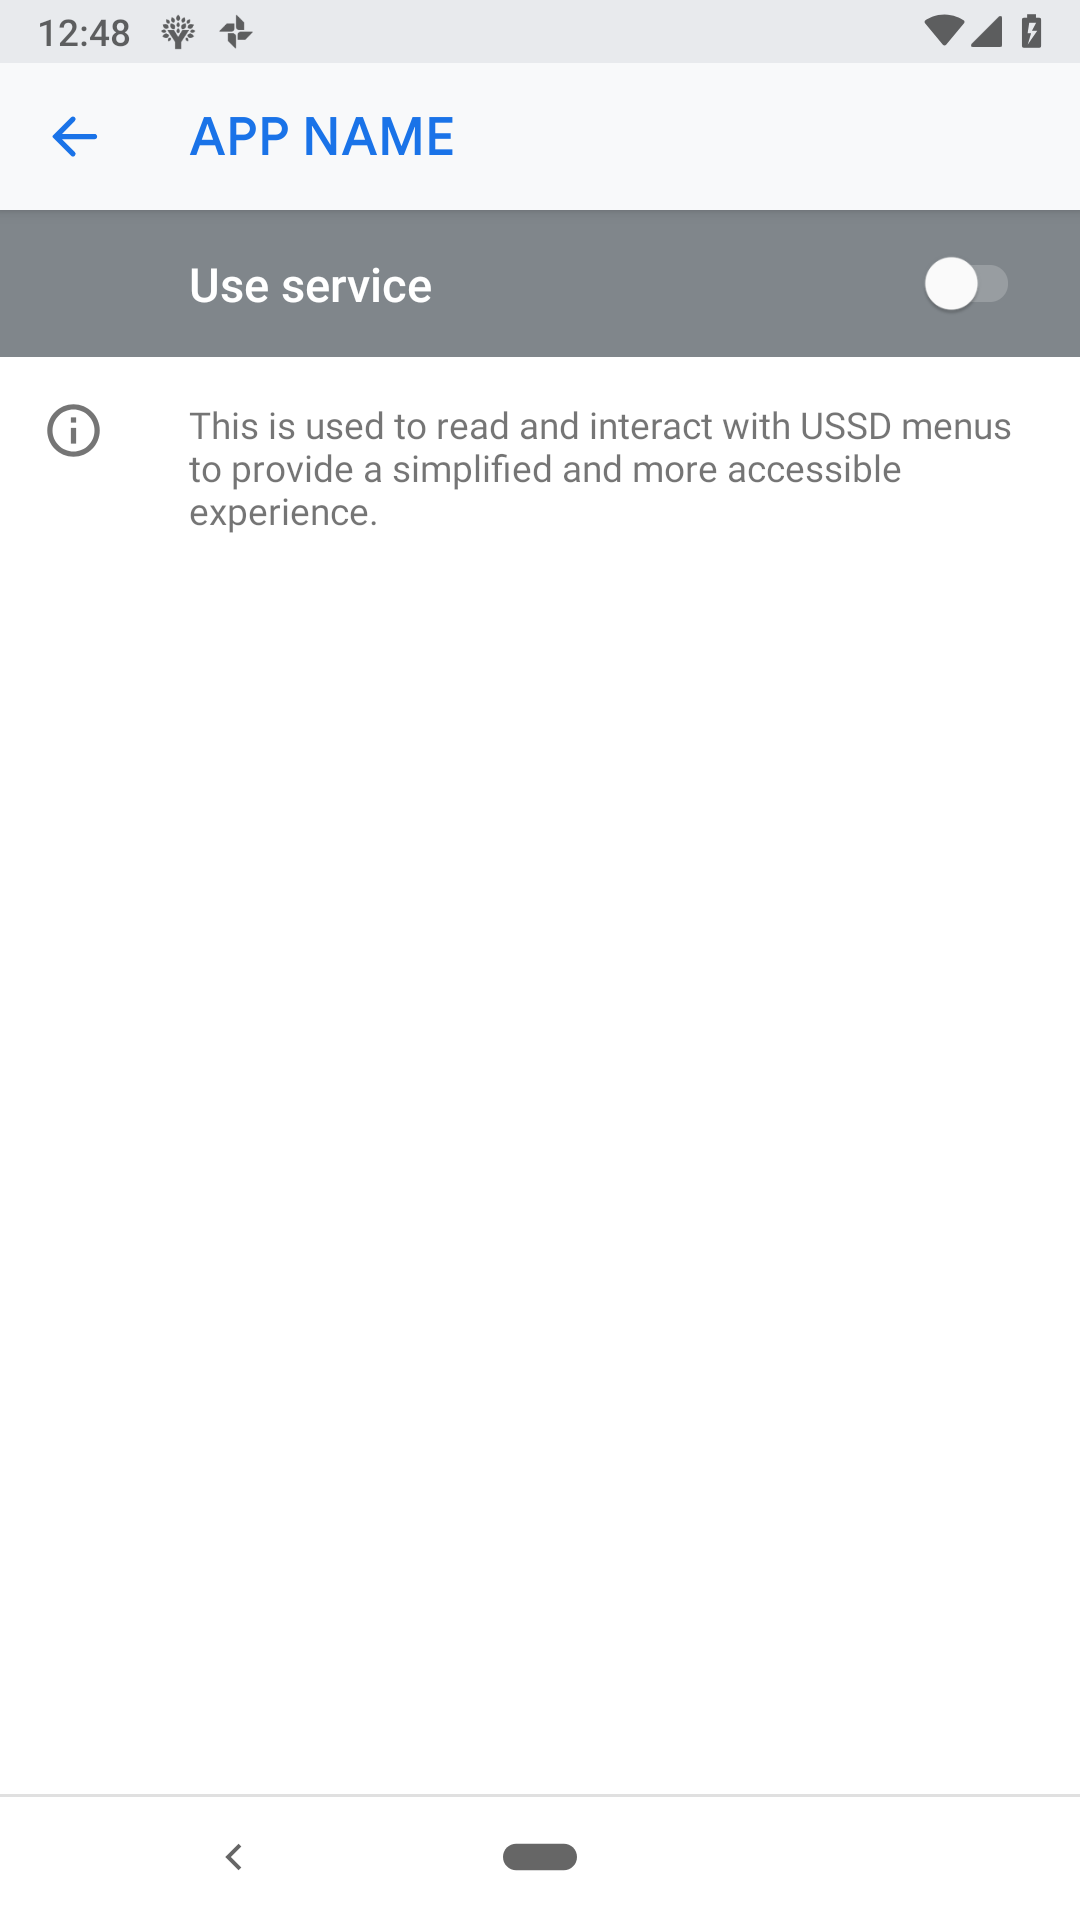 12:48
APP NAME
Use service
This is used to read and interact with USSD menus
to provide a simplified and more accessible
experience.